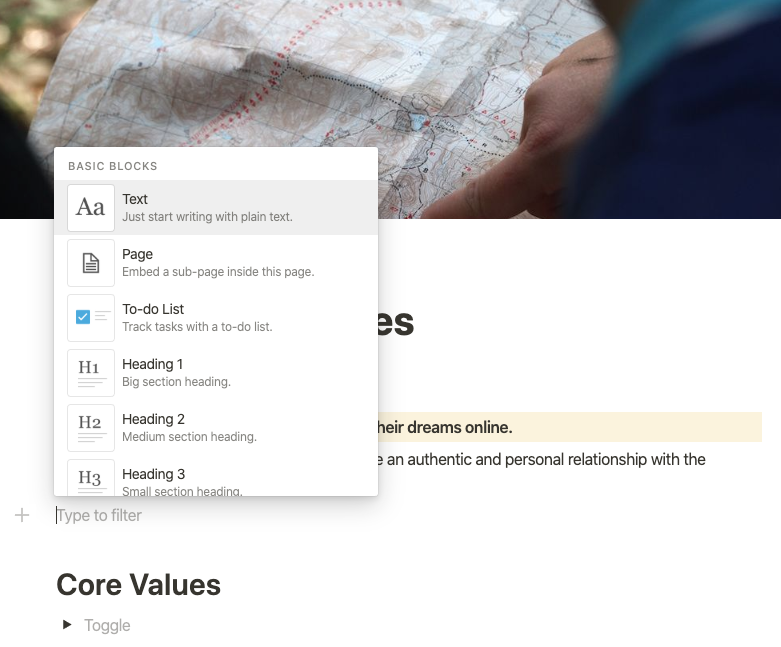 BASIC BLOCKS
Aa
Text
Just start writing with plain text.
Page
Embed a sub-page inside this page.
To-do List
Track tasks with a to-do list.
H1
Heading 1
Big section heading.
H2
Heading 2
Medium section heading.
H3
Heading 3
Small section heading.
dreams online.
an authentic and personal relationship with the
Type to filter
Core Values
Toggle